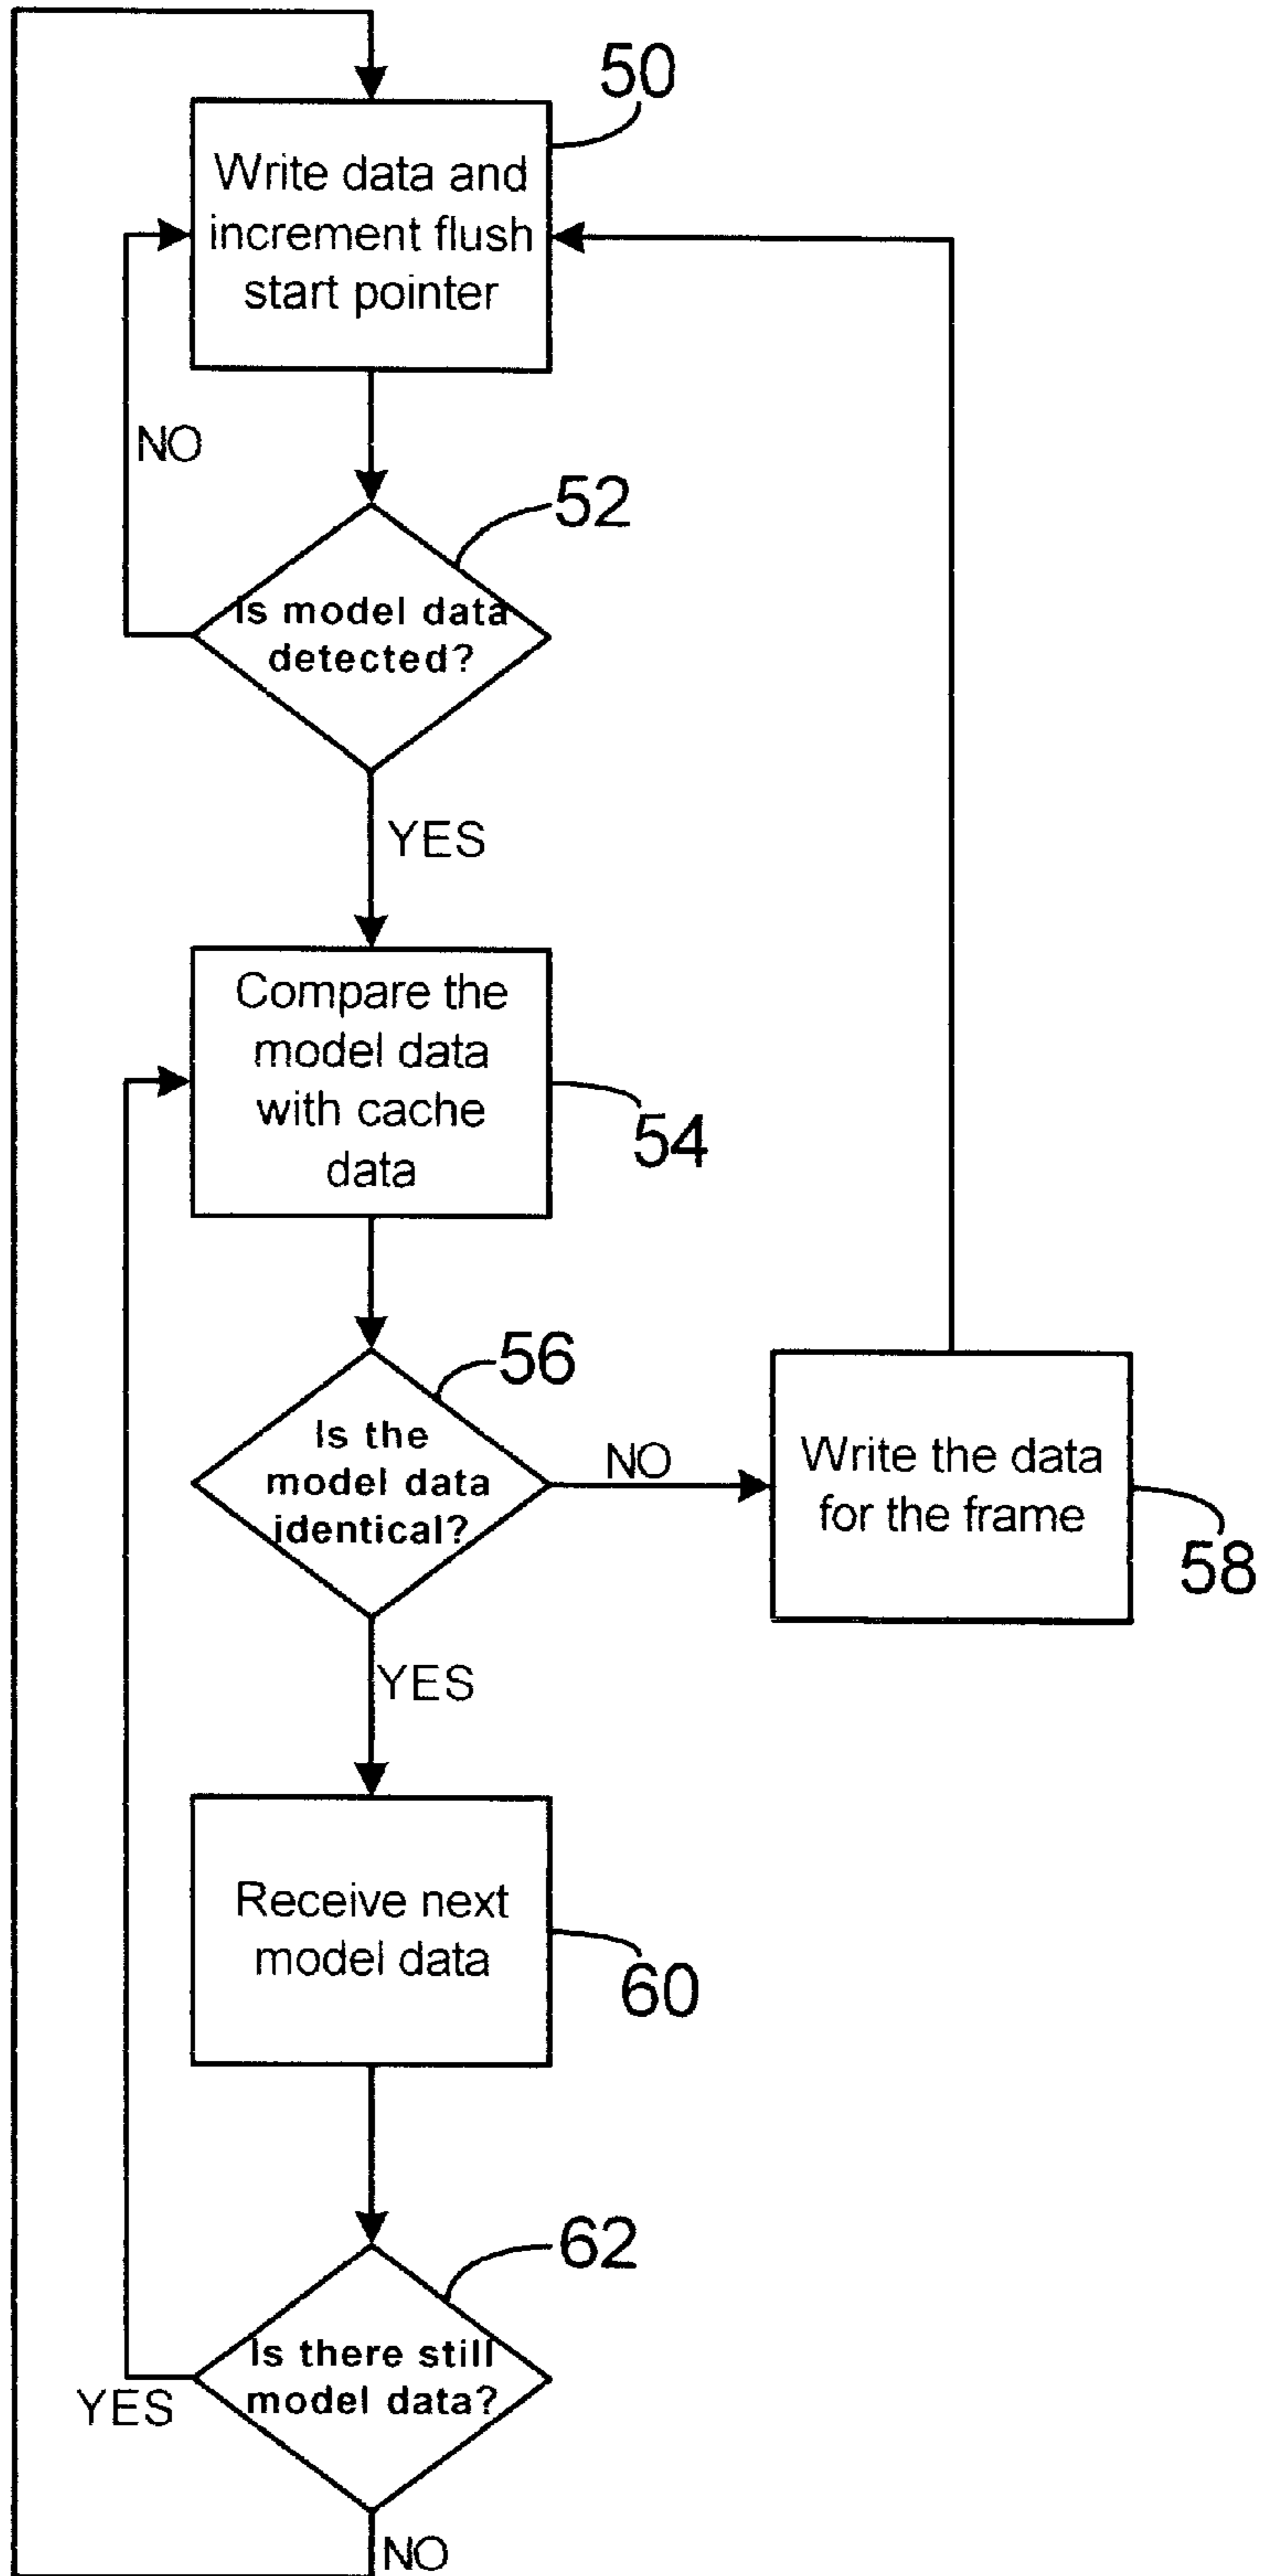 50
Write data and
increment flush
start pointer
NO
52
Is model data
detected?
YES
Compare the
model data
with cache
data
54
56
Is the
model data
identical?
NO
Write the data
for the frame
58
YES
Receive next
model data
60
62
Is there still
model data?
YES
NO